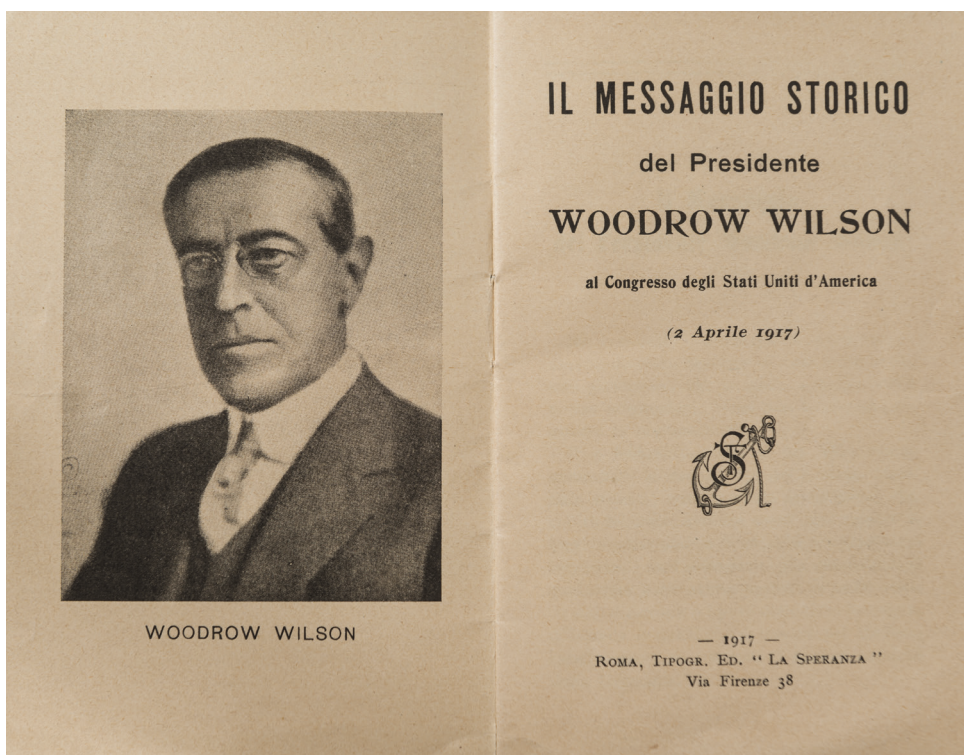 WOODROW WILSON
IL MESSAGGIO STORICO
del Presidente
WOODROW WILSON
al Congresso degli Stati Uniti d'America
(2 Aprile 1917)
— 1917 —
ROMA, TIPOGR. ED. “ LA SPERANZA ”
Via Firenze 38